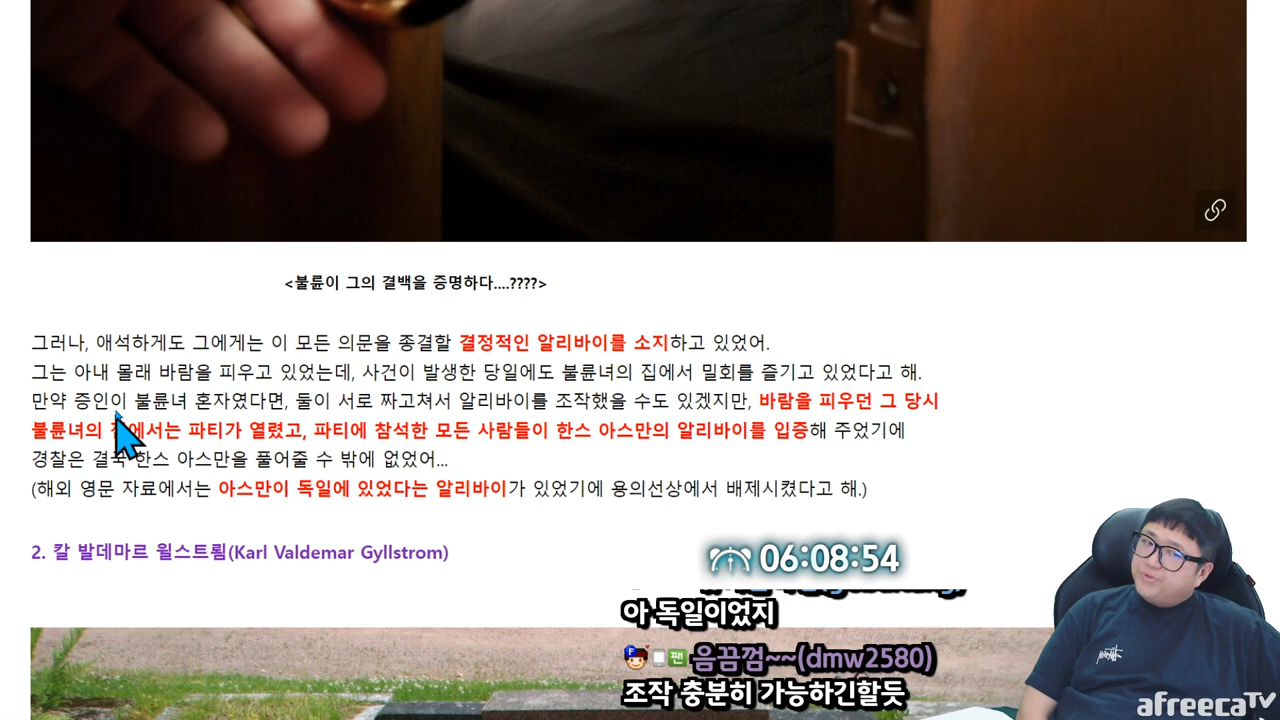 <불륜이 그의 결백을 증명하다....????>
그러나, 애석하게도 그에게는 이 모든 의문을 종결할 결정적인 알리바이를 소지하고 있었어.
그는 아내 몰래 바람을 피우고 있었는데, 사건이 발생한 당일에도 불륜녀의 집에서 밀회를 즐기고 있었다고 해.
만약 증인이 불륜녀 혼자였다면, 둘이 서로 짜고쳐서 알리바이를 조작했을 수도 있겠지만, 바람을 피우던 그 당시
불륜녀의 집에서는 파티가 열렸고, 파티에 참석한 모든 사람들이 한스 아스만의 알리바이를 입증해 주었기에
경찰은 결국 한스 아스만을 풀어줄 수 밖에 없었어...
(해외 영문 자료에서는 아스만이 독일에 있었다는 알리바이가 있었기에 용의선상에서 배제시켰다고 해.)
2. 칼 발데마르 윌스트룀(Karl Valdemar Gyllstrom)
06:08:54
아 독일이었지
F 팬 음끔껌~~(dmw2580)
조작 충분히 가능하긴할듯
afreecaTV